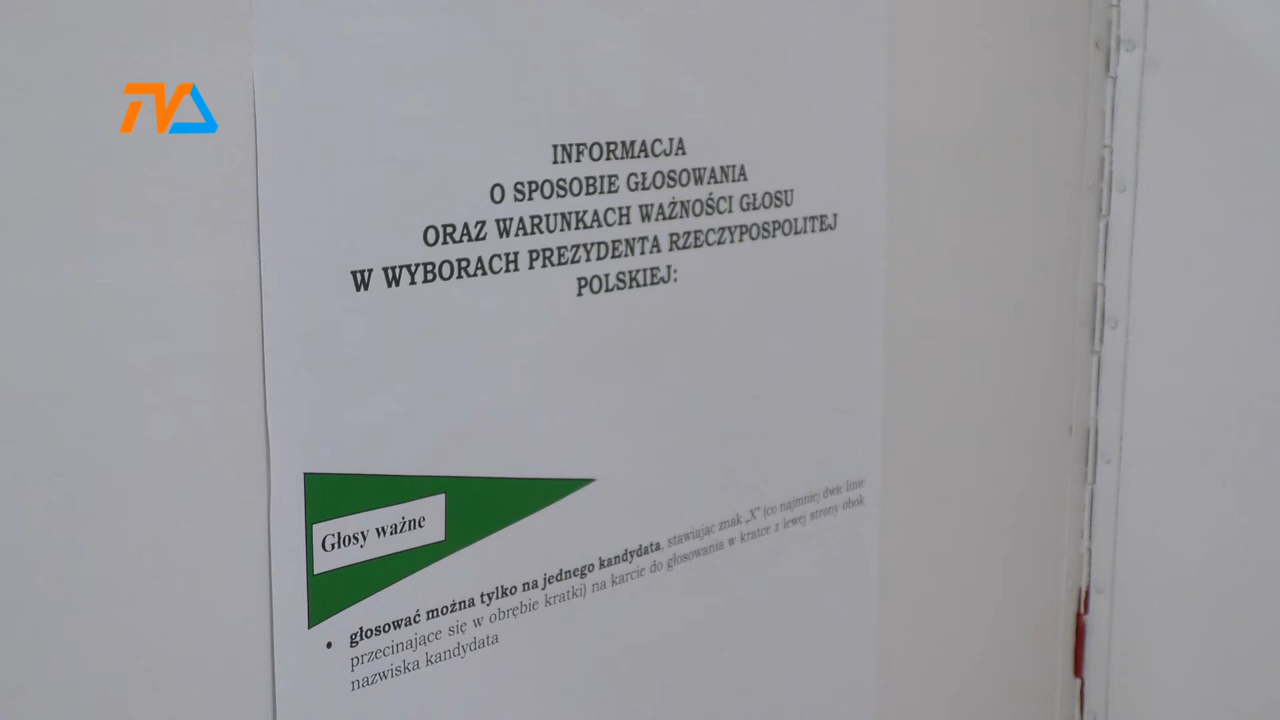 TVA
INFORMACJA
O SPOSOBIE GŁOSOWANIA
ORAZ WARUNKACH WAŻNOŚCI GŁOSU
W WYBORACH PREZYDENTA RZECZYPOSPOLITEJ
POLSKIEJ:
Głosy ważne
• głosować można tylko na jednego kandydata, stawiając znak „X" (co najmniej dwie linie
przecinające się w obrębie kratki) na karcie do głosowania w kratce z lewej strony obok
nazwiska kandydata